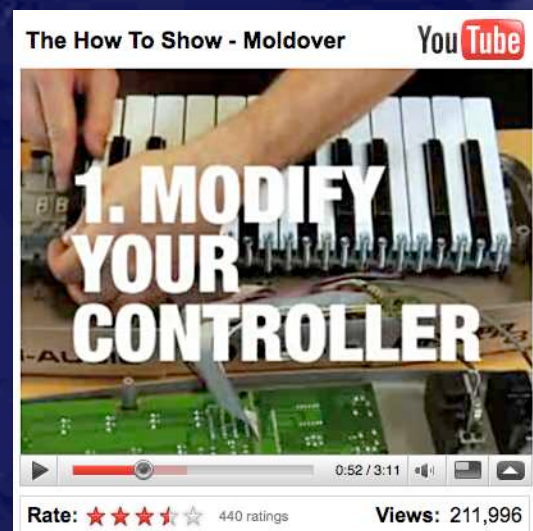 The How To Show - Moldover
YouTube
1. MODIFY
YOUR
CONTROLLER
0:52 / 3:11
Rate: 440 ratings
Views: 211,996